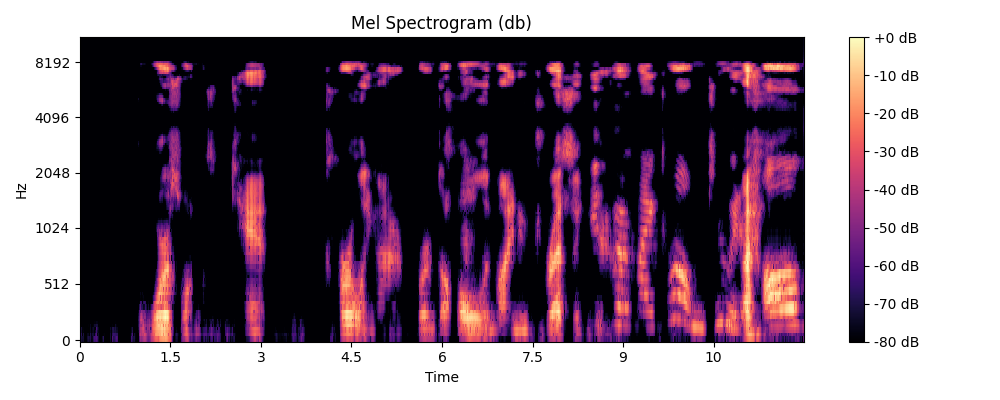 Mel Spectrogram (db)
Hz
8192
4096
2048
1024
512
0
0 1.5 3 4.5 6 7.5 9 10
Time
+0 dB
-10 dB
-20 dB
-30 dB
-40 dB
-50 dB
-60 dB
-70 dB
-80 dB